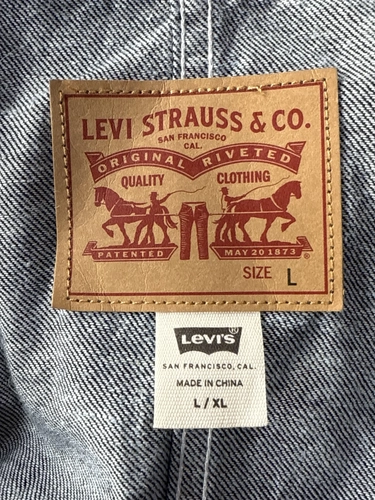 LEVI STRAUSS & CO.
SAN FRANCISCO
CAL.
ORIGINAL RIVETED
QUALITY CLOTHING
PATENTED MAY 20 1873
®
SIZE L
LEVI'S®
SAN FRANCISCO, CAL.
MADE IN CHINA
L / XL